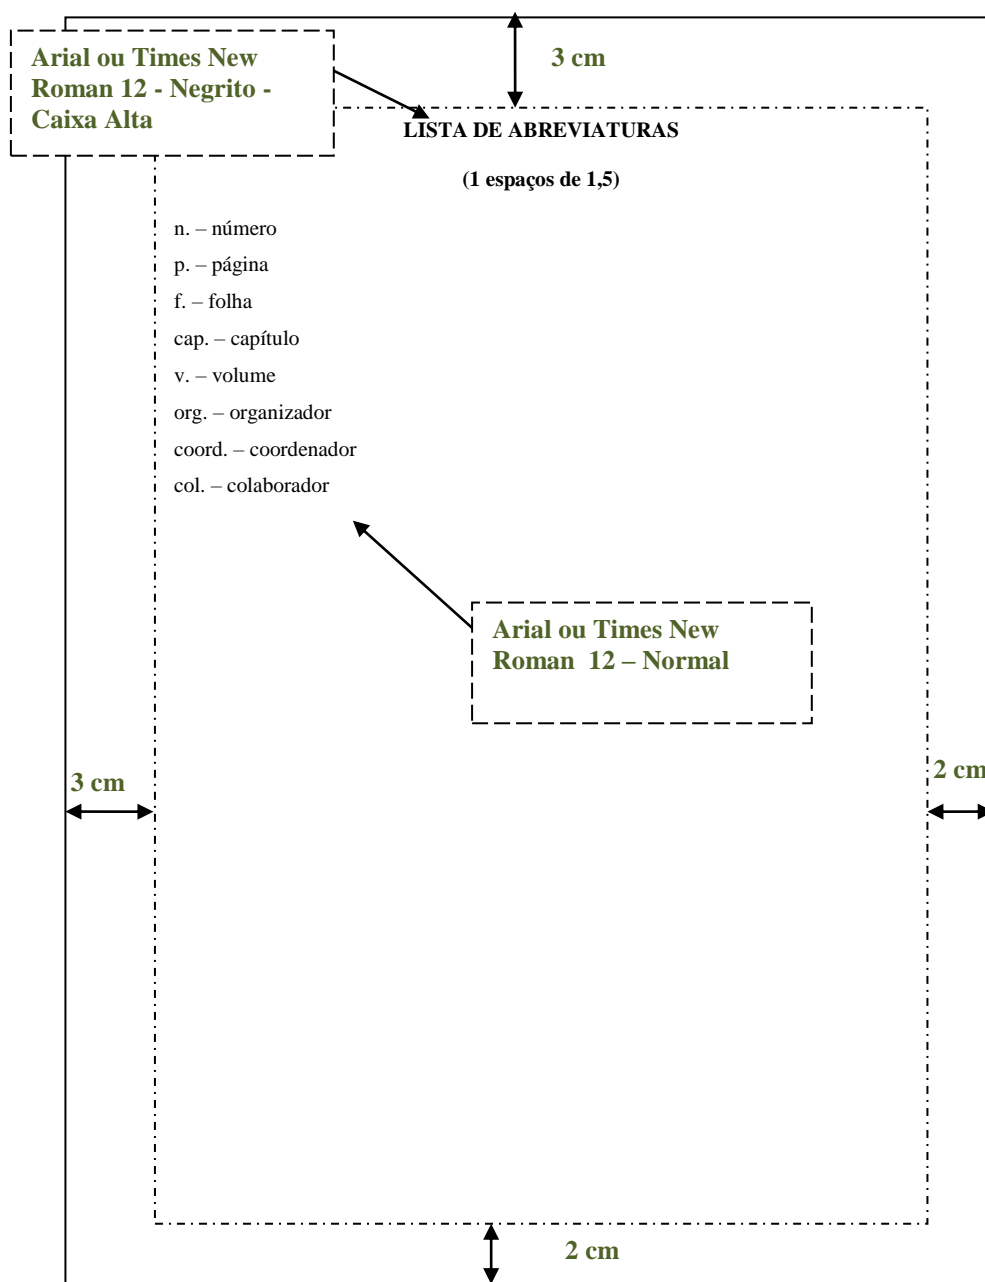 Arial ou Times New
Roman 12 - Negrito -
Caixa Alta
3 cm
LISTA DE ABREVIATURAS
(1 espaços de 1,5)
n. – número
p. – página
f. – folha
cap. – capítulo
v. – volume
org. – organizador
coord. – coordenador
col. – colaborador
Arial ou Times New
Roman  12 – Normal
3 cm
2 cm
2 cm